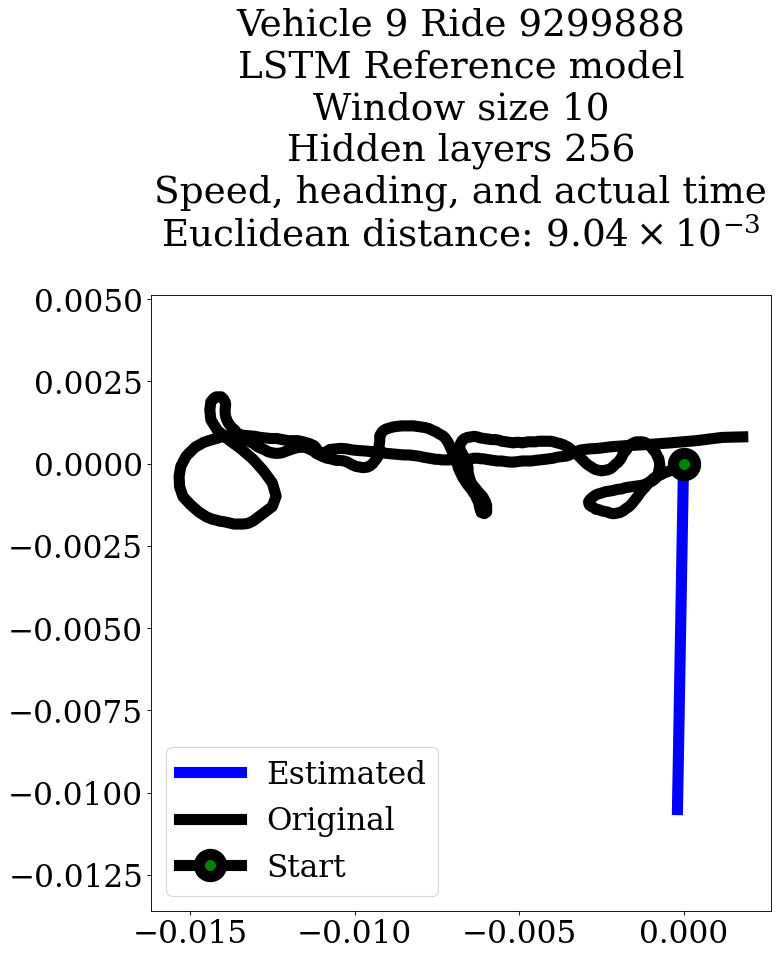 Vehicle 9 Ride 9299888
LSTM Reference model
Window size 10
Hidden layers 256
Speed, heading, and actual time
Euclidean distance: 9.04 × 10⁻³
0.0050
0.0025
0.0000
−0.0025
−0.0050
−0.0075
−0.0100
−0.0125
Estimated
Original
Start
−0.015 −0.010 −0.005 0.000